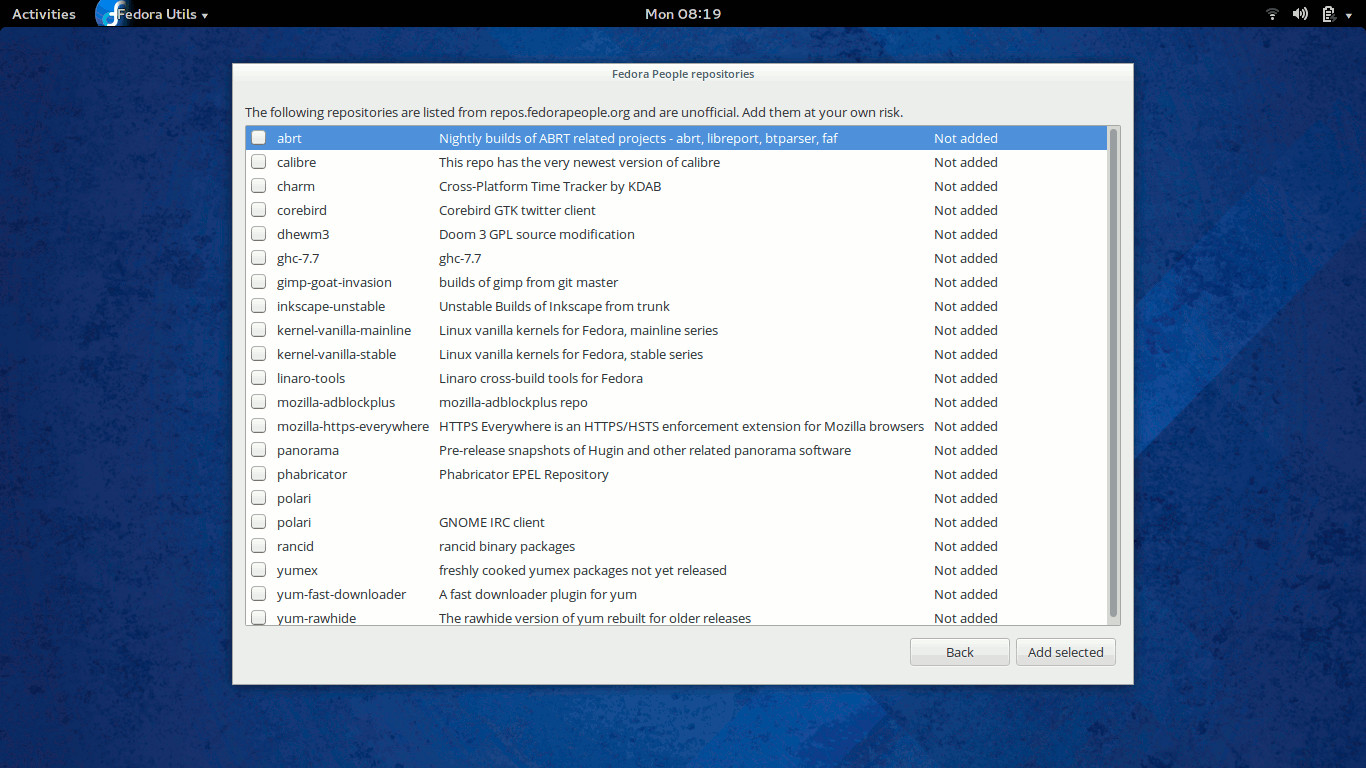 Activities Fedora Utils Mon 08:19
Fedora People repositories
The following repositories are listed from repos.fedorapeople.org and are unofficial. Add them at your own risk.
abrt Nightly builds of ABRT related projects - abrt, libreport, btparser, faf Not added
calibre This repo has the very newest version of calibre Not added
charm Cross-Platform Time Tracker by KDAB Not added
corebird Corebird GTK twitter client Not added
dhewm3 Doom 3 GPL source modification Not added
ghc-7.7 ghc-7.7 Not added
gimp-goat-invasion builds of gimp from git master Not added
inkscape-unstable Unstable Builds of Inkscape from trunk Not added
kernel-vanilla-mainline Linux vanilla kernels for Fedora, mainline series Not added
kernel-vanilla-stable Linux vanilla kernels for Fedora, stable series Not added
linaro-tools Linaro cross-build tools for Fedora Not added
mozilla-adblockplus mozilla-adblockplus repo Not added
mozilla-https-everywhere HTTPS Everywhere is an HTTPS/HSTS enforcement extension for Mozilla browsers Not added
panorama Pre-release snapshots of Hugin and other related panorama software Not added
phabricator Phabricator EPEL Repository Not added
polari Not added
polari GNOME IRC client Not added
rancid rancid binary packages Not added
yumex freshly cooked yumex packages not yet released Not added
yum-fast-downloader A fast downloader plugin for yum Not added
yum-rawhide The rawhide version of yum rebuilt for older releases Not added
Back Add selected